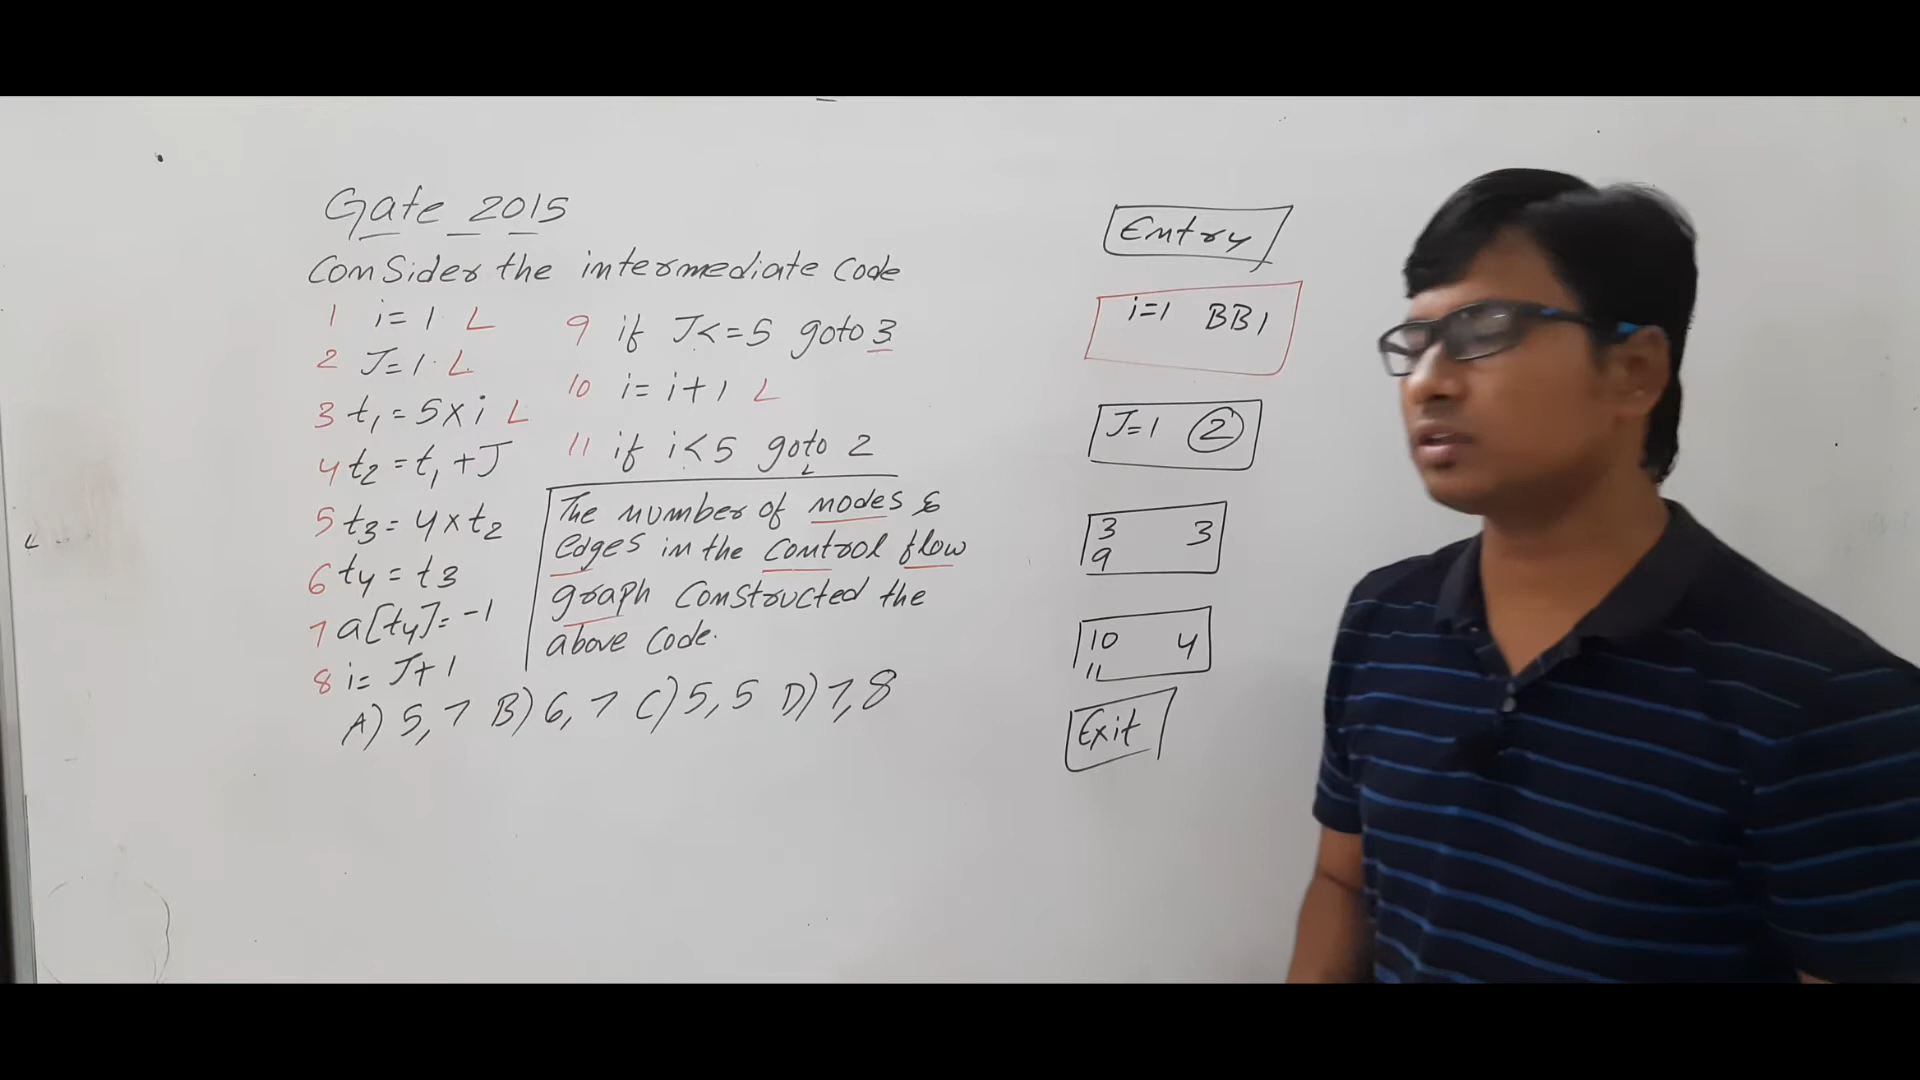 Gate 2015
Consider the intermediate Code
1 i = 1 L
2 J = 1 L
3 t1 = 5 x i L
4 t2 = t1 + J
5 t3 = 4 x t2
6 t4 = t3
7 a[t4] = -1
8 i = J + 1
9 if J <= 5 goto 3
10 i = i + 1 L
11 if i < 5 goto 2
The number of nodes &
edges in the control flow
graph constructed the
above code.
A) 5, 7 B) 6, 7 C) 5, 5 D) 7, 8
Entry
i=1 BB1
J=1 2
3 3
9
10 4
11
Exit